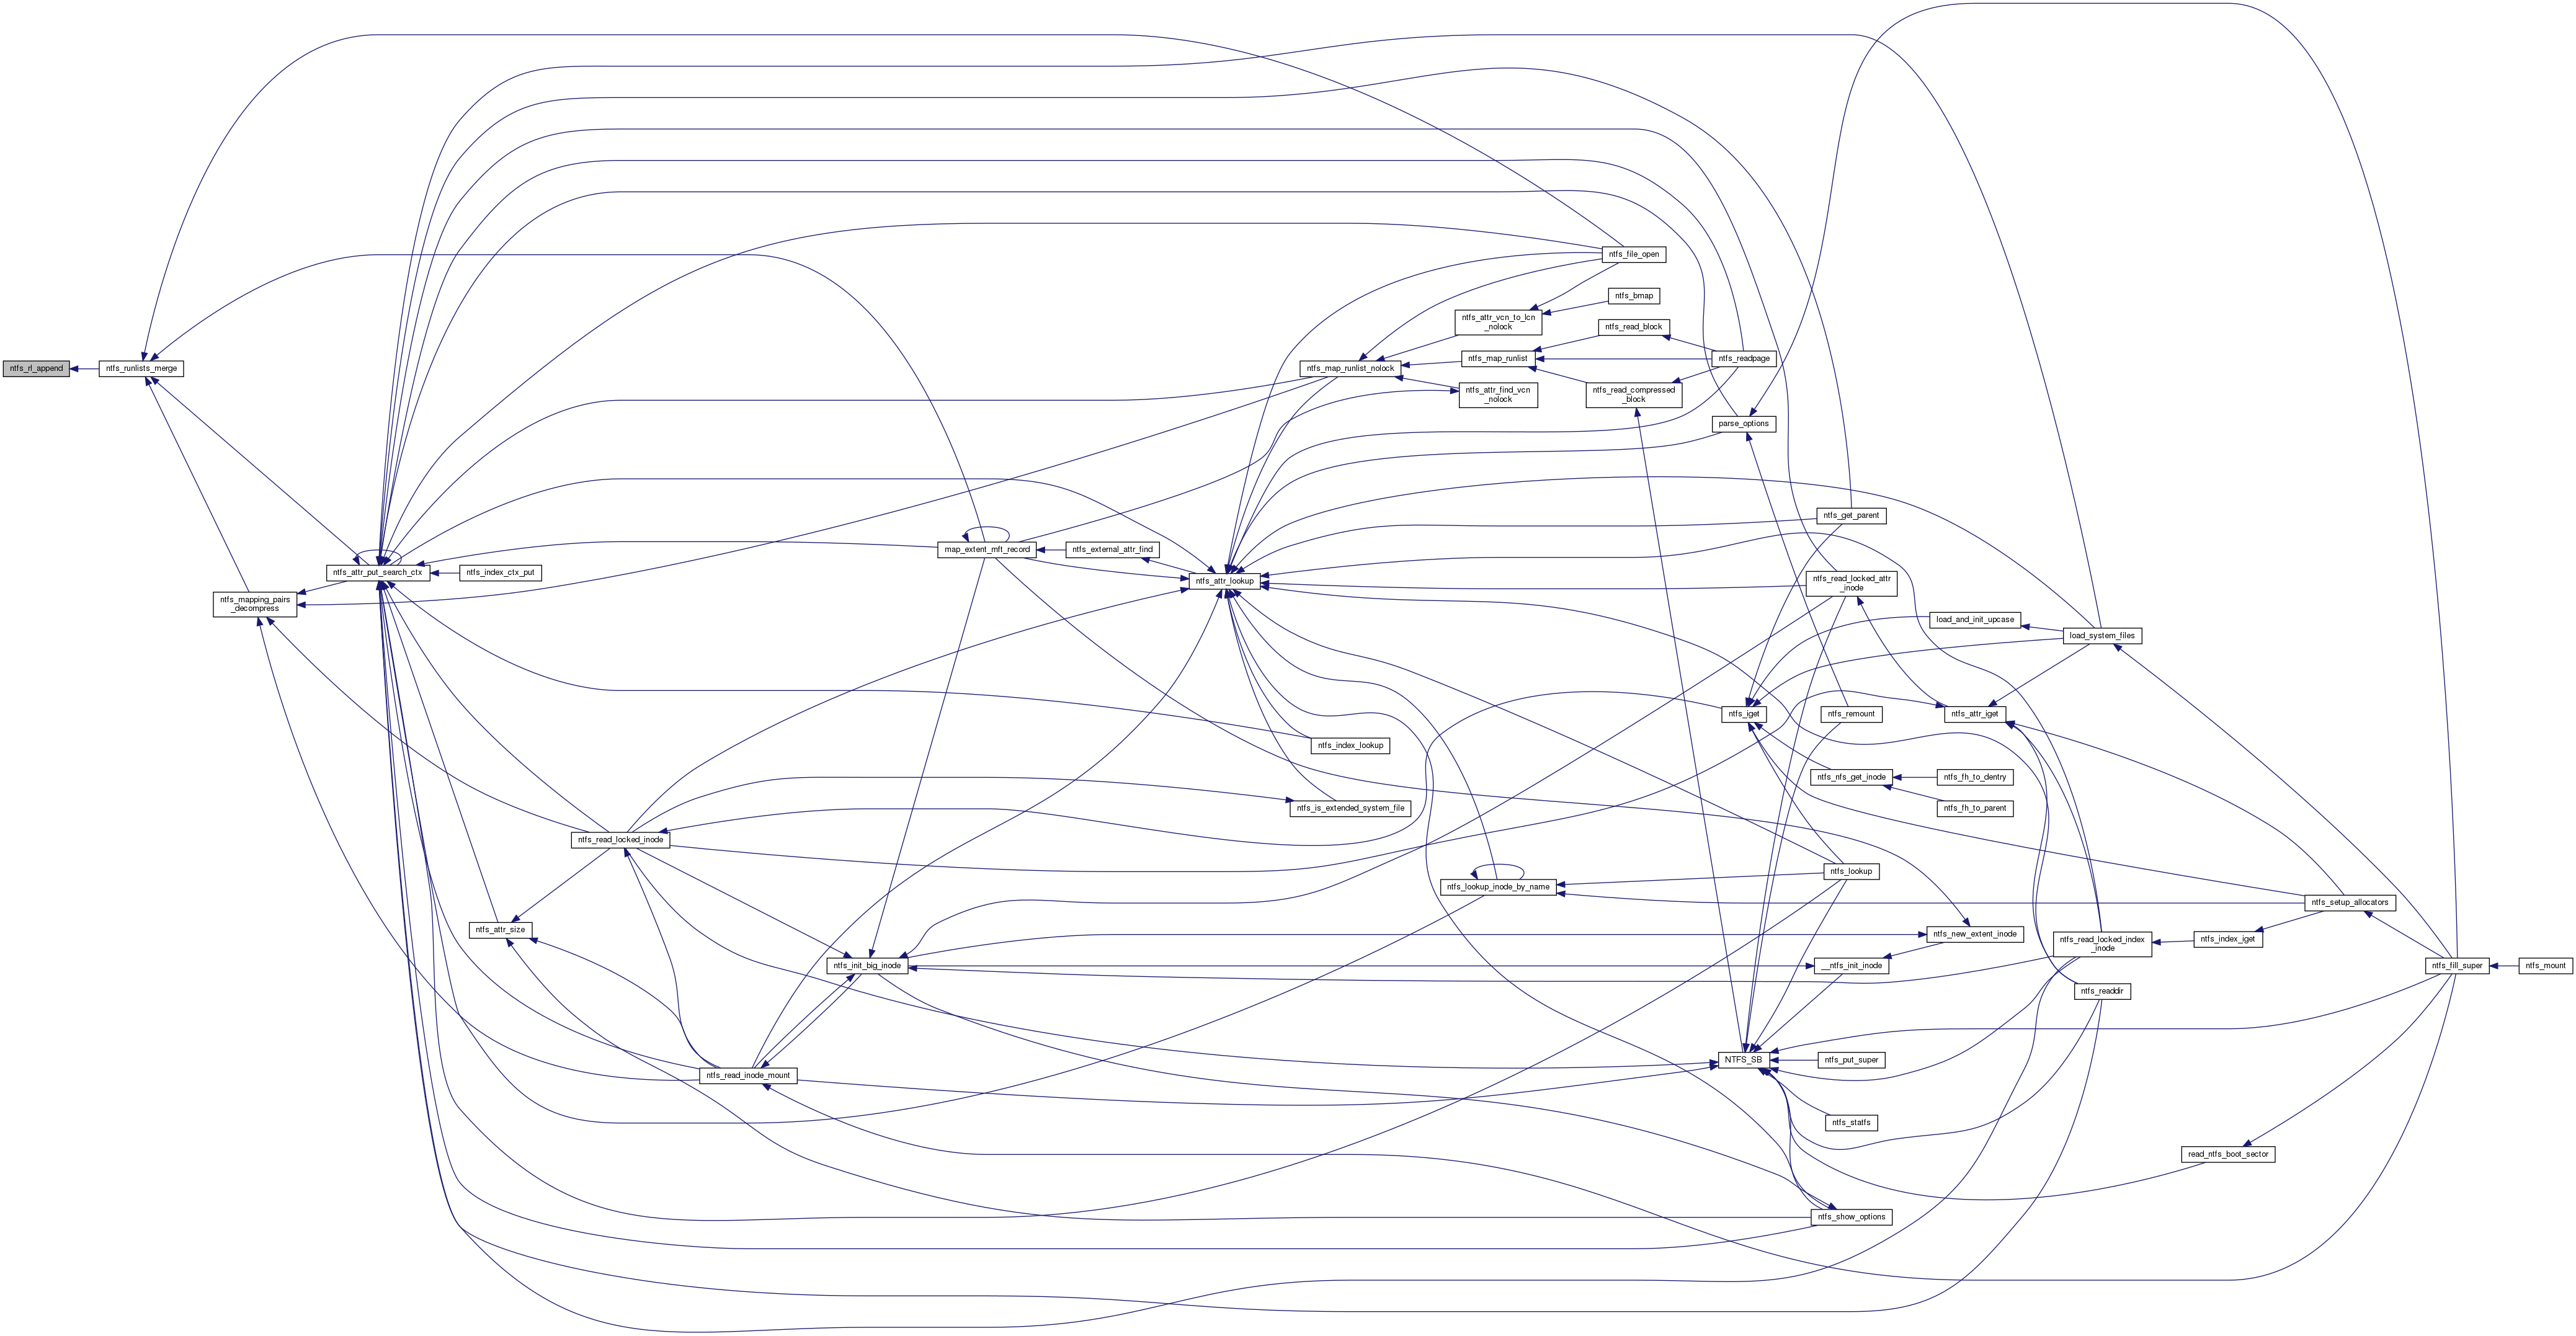 ntfs_rl_append
ntfs_runlists_merge
ntfs_mapping_pairs
_decompress
ntfs_attr_put_search_ctx
ntfs_index_ctx_put
ntfs_attr_size
ntfs_read_locked_inode
ntfs_read_inode_mount
ntfs_init_big_inode
map_extent_mft_record
ntfs_external_attr_find
ntfs_attr_lookup
ntfs_map_runlist_nolock
ntfs_index_lookup
ntfs_is_extended_system_file
ntfs_attr_vcn_to_lcn
_nolock
ntfs_map_runlist
ntfs_attr_find_vcn
_nolock
ntfs_lookup_inode_by_name
ntfs_file_open
ntfs_bmap
ntfs_read_block
ntfs_read_compressed
_block
ntfs_readpage
parse_options
ntfs_iget
NTFS_SB
ntfs_get_parent
ntfs_read_locked_attr
_inode
ntfs_remount
ntfs_nfs_get_inode
ntfs_lookup
__ntfs_init_inode
ntfs_put_super
ntfs_statfs
ntfs_show_options
load_and_init_upcase
ntfs_attr_iget
ntfs_fh_to_dentry
ntfs_fh_to_parent
ntfs_new_extent_inode
load_system_files
ntfs_read_locked_index
_inode
ntfs_readdir
ntfs_index_iget
read_ntfs_boot_sector
ntfs_setup_allocators
ntfs_fill_super
ntfs_mount